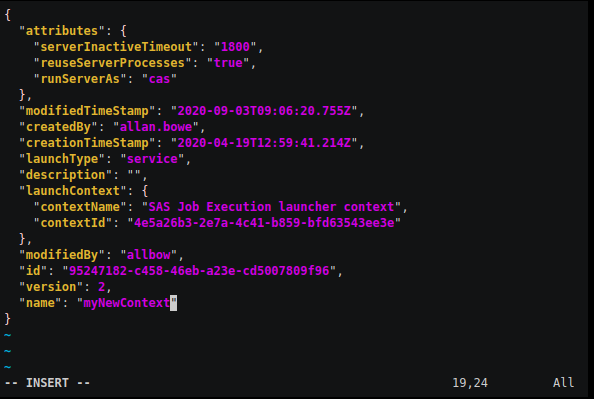 {
  "attributes": {
    "serverInactiveTimeout": "1800",
    "reuseServerProcesses": "true",
    "runServerAs": "cas"
  },
  "modifiedTimeStamp": "2020-09-03T09:06:20.755Z",
  "createdBy": "allan.bowe",
  "creationTimeStamp": "2020-04-19T12:59:41.214Z",
  "launchType": "service",
  "description": "",
  "launchContext": {
    "contextName": "SAS Job Execution launcher context",
    "contextId": "4e5a26b3-2e7a-4c41-b859-bfd63543ee3e"
  },
  "modifiedBy": "allbow",
  "id": "95247182-c458-46eb-a23e-cd5007809f96",
  "version": 2,
  "name": "myNewContext"
}
~
~
~
-- INSERT -- 19,24 All